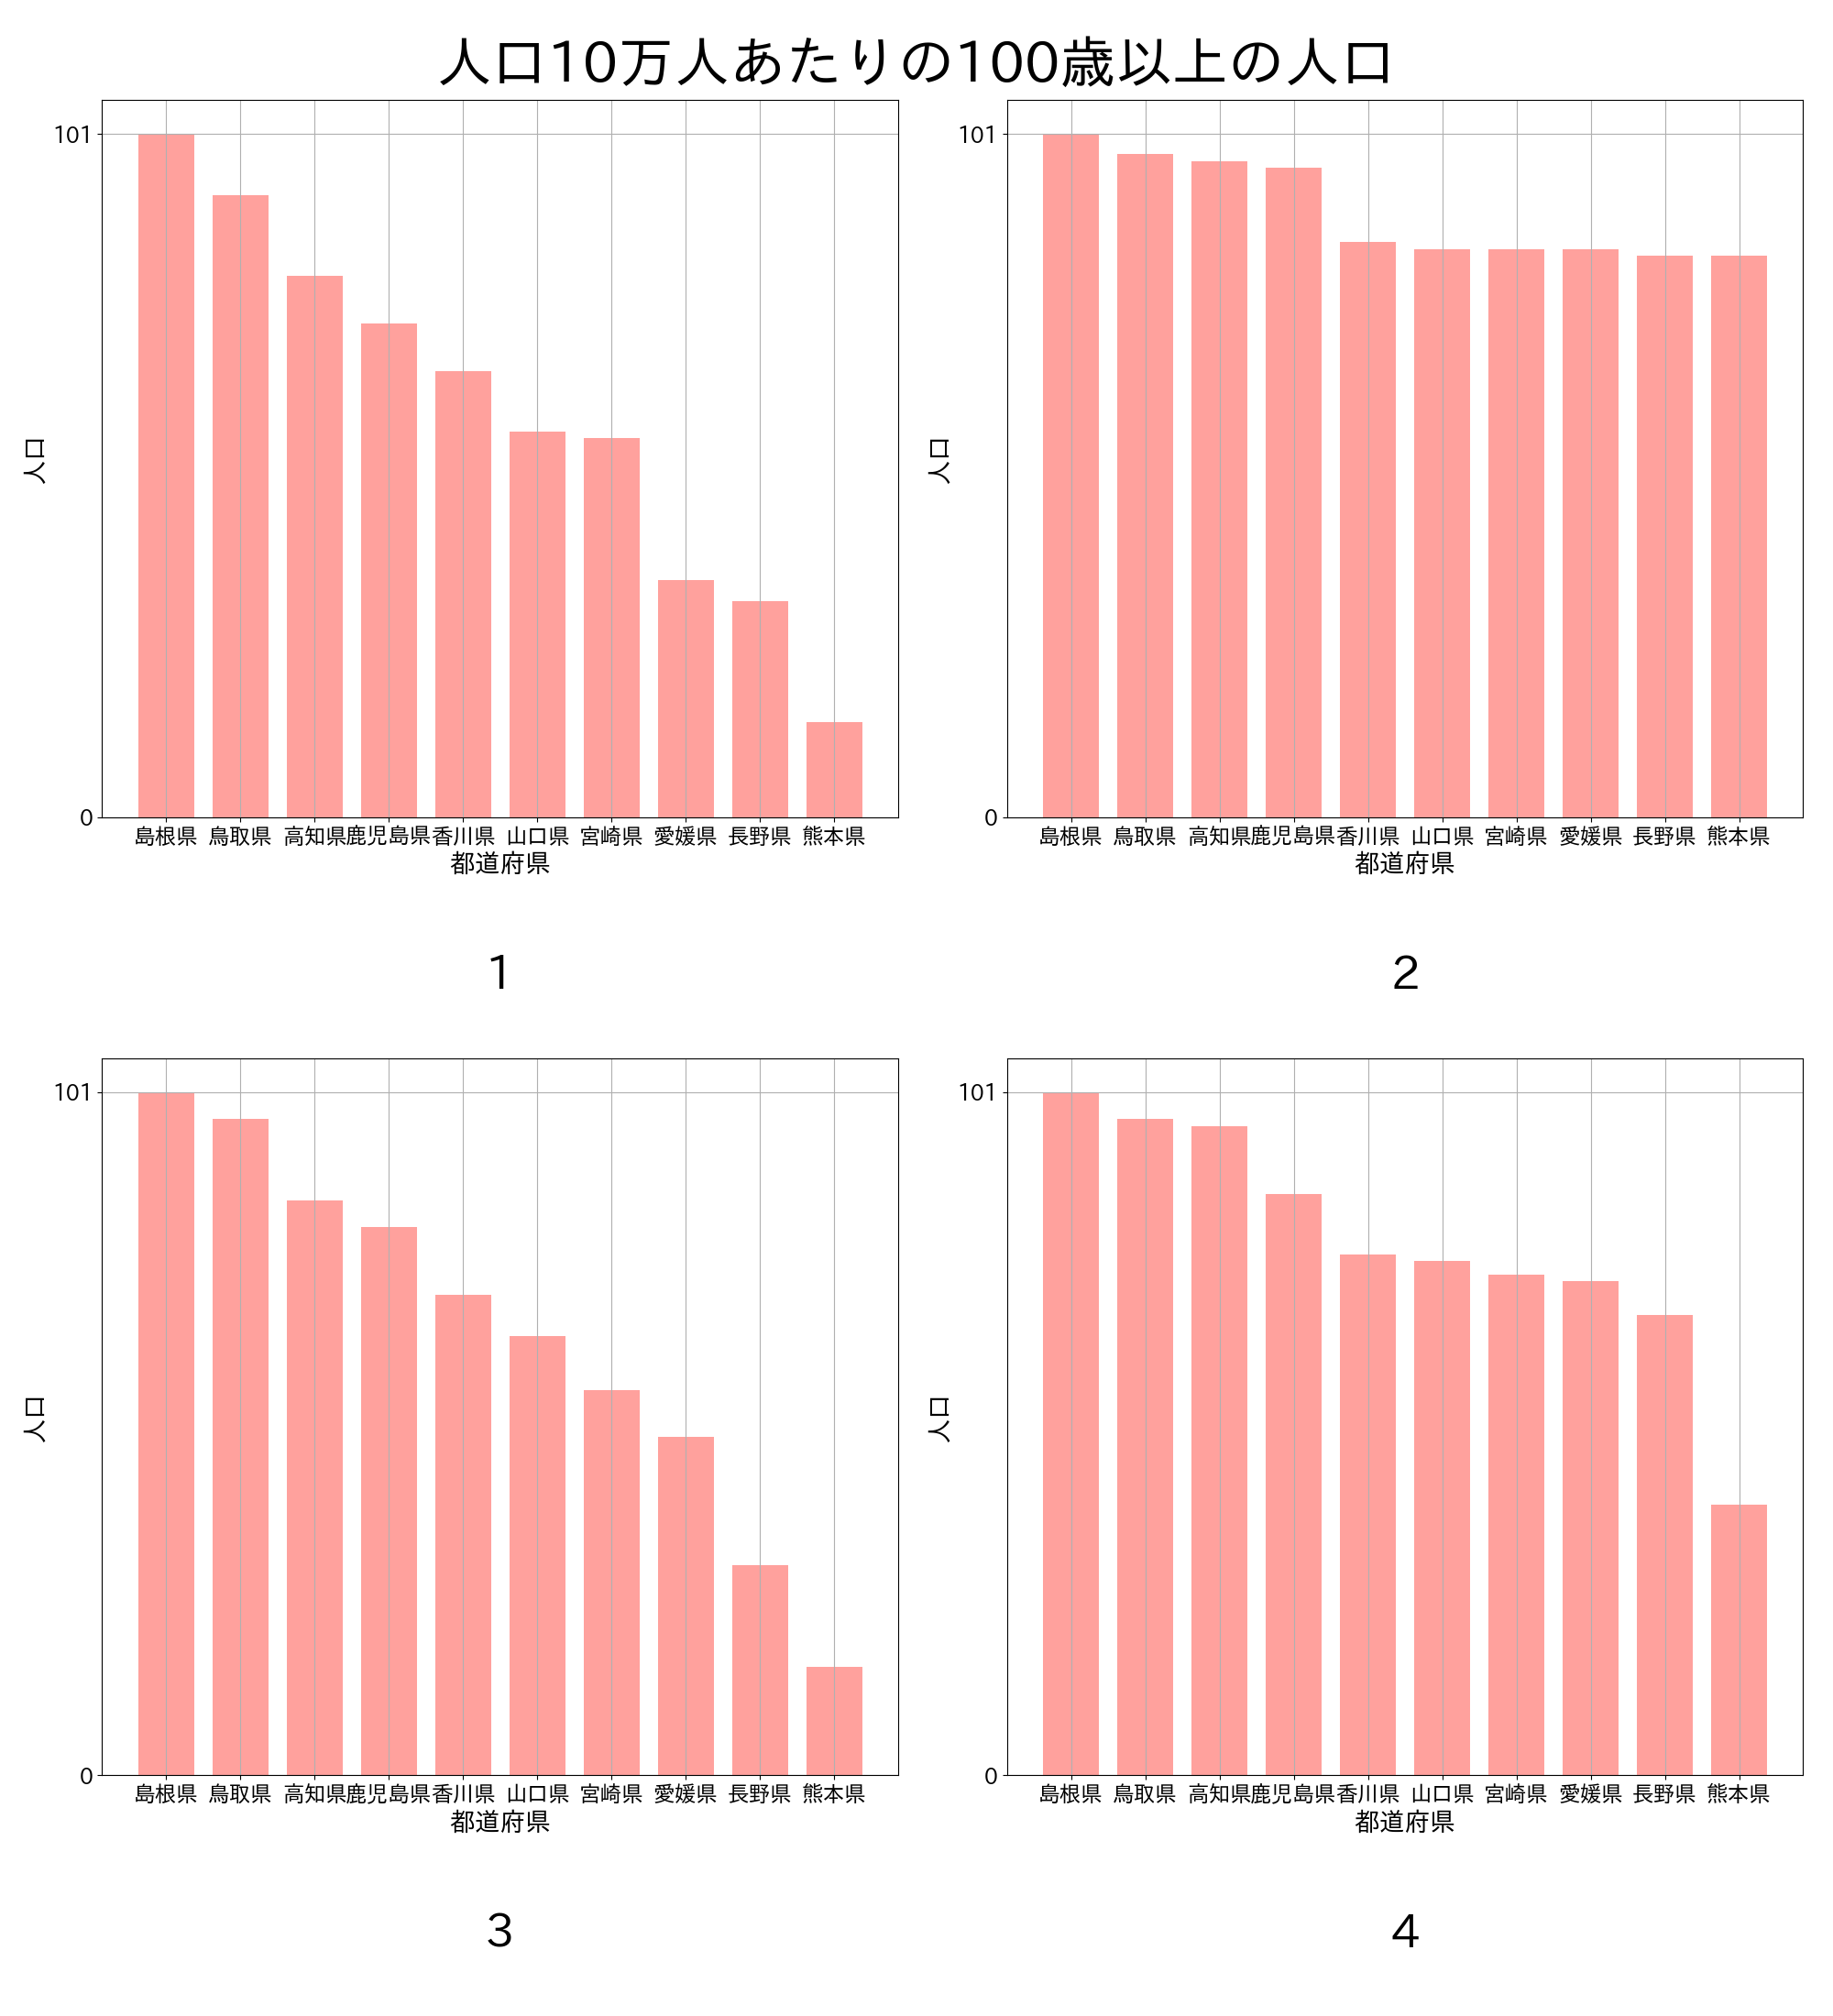 人口10万人あたりの100歳以上の人口
101
0
人口
島根県 鳥取県 高知県 鹿児島県 香川県 山口県 宮崎県 愛媛県 長野県 熊本県
都道府県
1
101
0
人口
島根県 鳥取県 高知県 鹿児島県 香川県 山口県 宮崎県 愛媛県 長野県 熊本県
都道府県
2
101
0
人口
島根県 鳥取県 高知県 鹿児島県 香川県 山口県 宮崎県 愛媛県 長野県 熊本県
都道府県
3
101
0
人口
島根県 鳥取県 高知県 鹿児島県 香川県 山口県 宮崎県 愛媛県 長野県 熊本県
都道府県
4